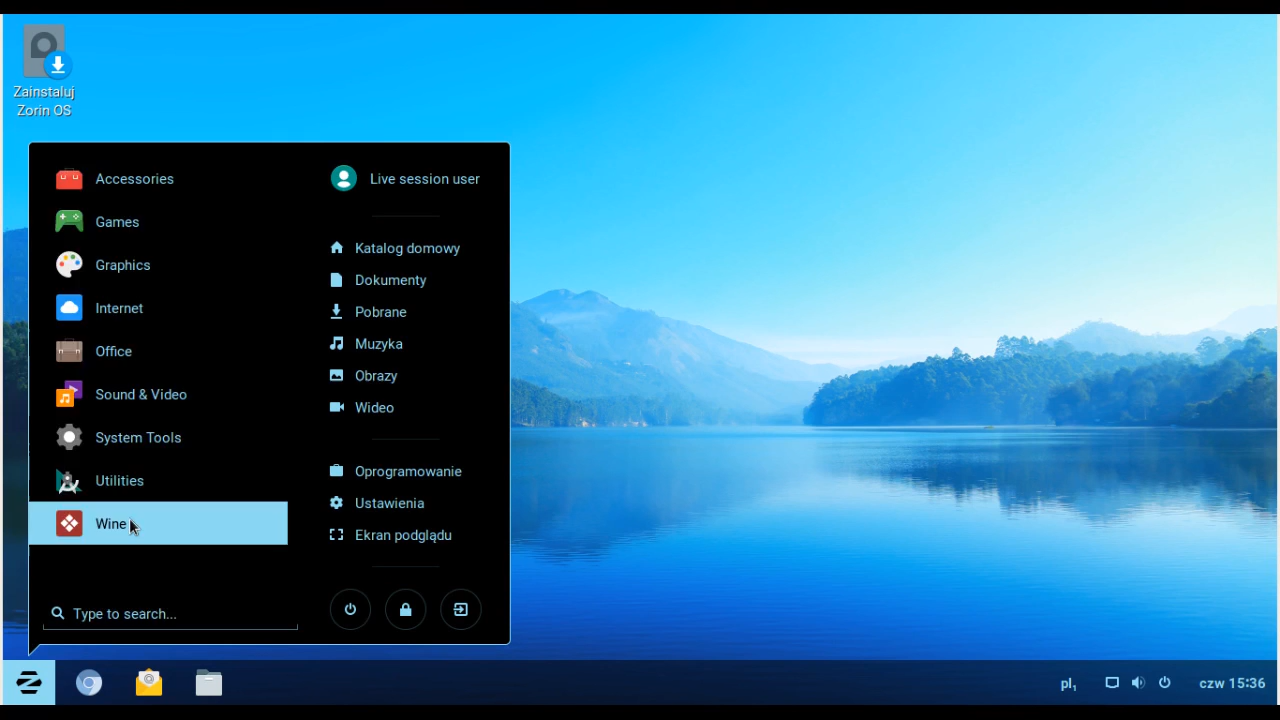 Zainstaluj
Zorin OS
Accessories
Games
Graphics
Internet
Office
Sound & Video
System Tools
Utilities
Wine
Type to search...
Live session user
Katalog domowy
Dokumenty
Pobrane
Muzyka
Obrazy
Wideo
Oprogramowanie
Ustawienia
Ekran podglądu
pl₁
czw 15:36